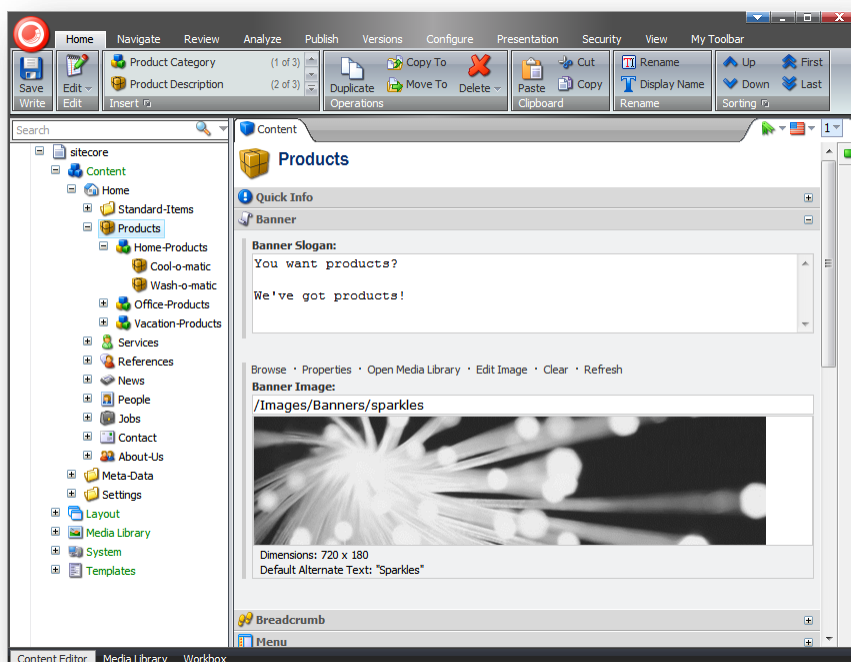 Home Navigate Review Analyze Publish Versions Configure Presentation Security View My Toolbar
Save
Write
Edit
Edit
Product Category (1 of 3)
Product Description (2 of 3)
Insert
Duplicate
Copy To
Move To
Delete
Operations
Paste
Cut
Copy
Clipboard
Rename
Display Name
Rename
Up First
Down Last
Sorting
Search
sitecore
Content
Home
Standard-Items
Products
Home-Products
Cool-o-matic
Wash-o-matic
Office-Products
Vacation-Products
Services
References
News
People
Jobs
Contact
About-Us
Meta-Data
Settings
Layout
Media Library
System
Templates
Content
1
Products
Quick Info
Banner
Banner Slogan:
You want products?
We've got products!
Browse · Properties · Open Media Library · Edit Image · Clear · Refresh
Banner Image:
/Images/Banners/sparkles
Dimensions: 720 x 180
Default Alternate Text: "Sparkles"
Breadcrumb
Menu
Content Editor Media Library Workbox